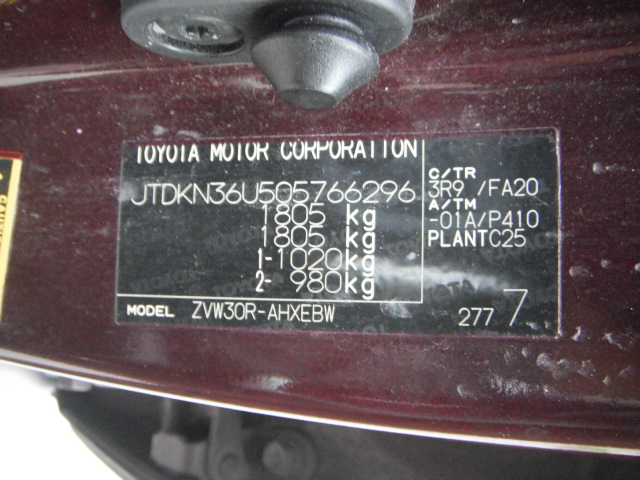 TOYOTA MOTOR CORPORATION
JTDKN36U505766296
1805 kg
1805 kg
1-1020kg
2- 980kg
C/TR
3R9 /FA20
A/TM
-01A/P410
PLANTC25
MODEL ZVW30R-AHXEBW
277 7